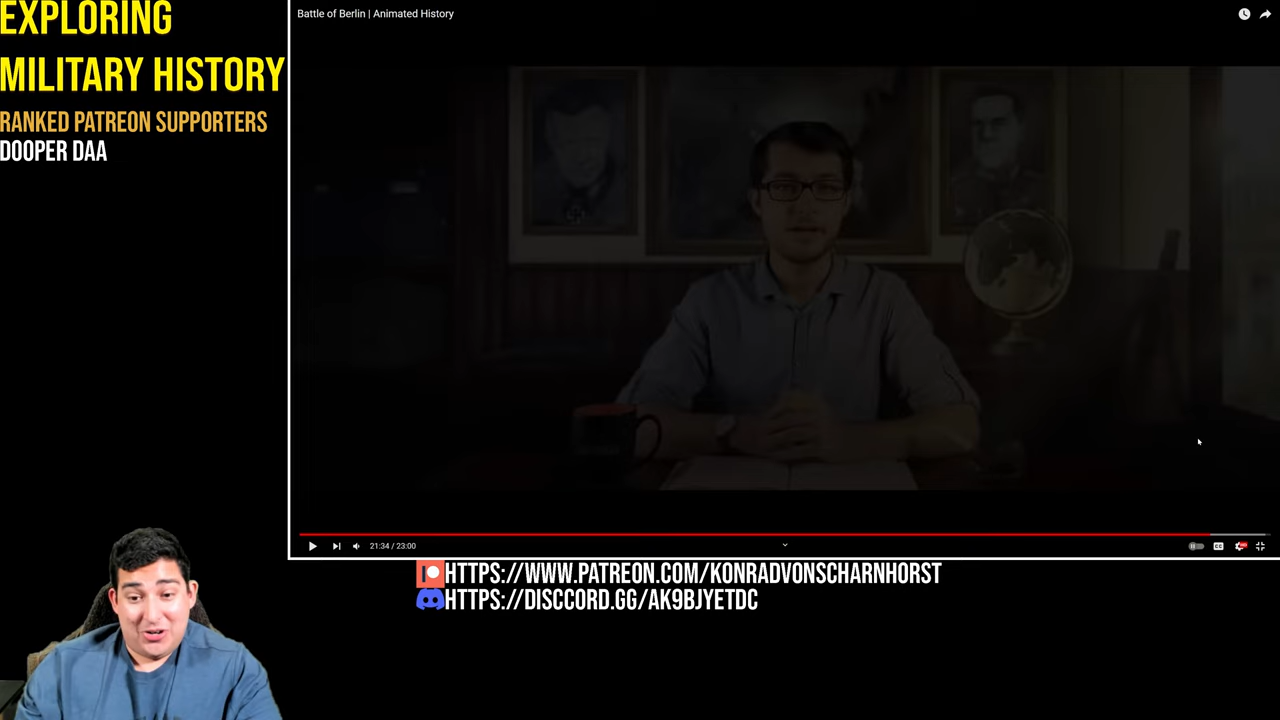 EXPLORING
MILITARY HISTORY
RANKED PATREON SUPPORTERS
DOOPER DAA
Battle of Berlin | Animated History
21:34 / 23:00
CC
HTTPS://WWW.PATREON.COM/KONRADVONSCHARNHORST
HTTPS://DISCCORD.GG/AK9BJYETDC